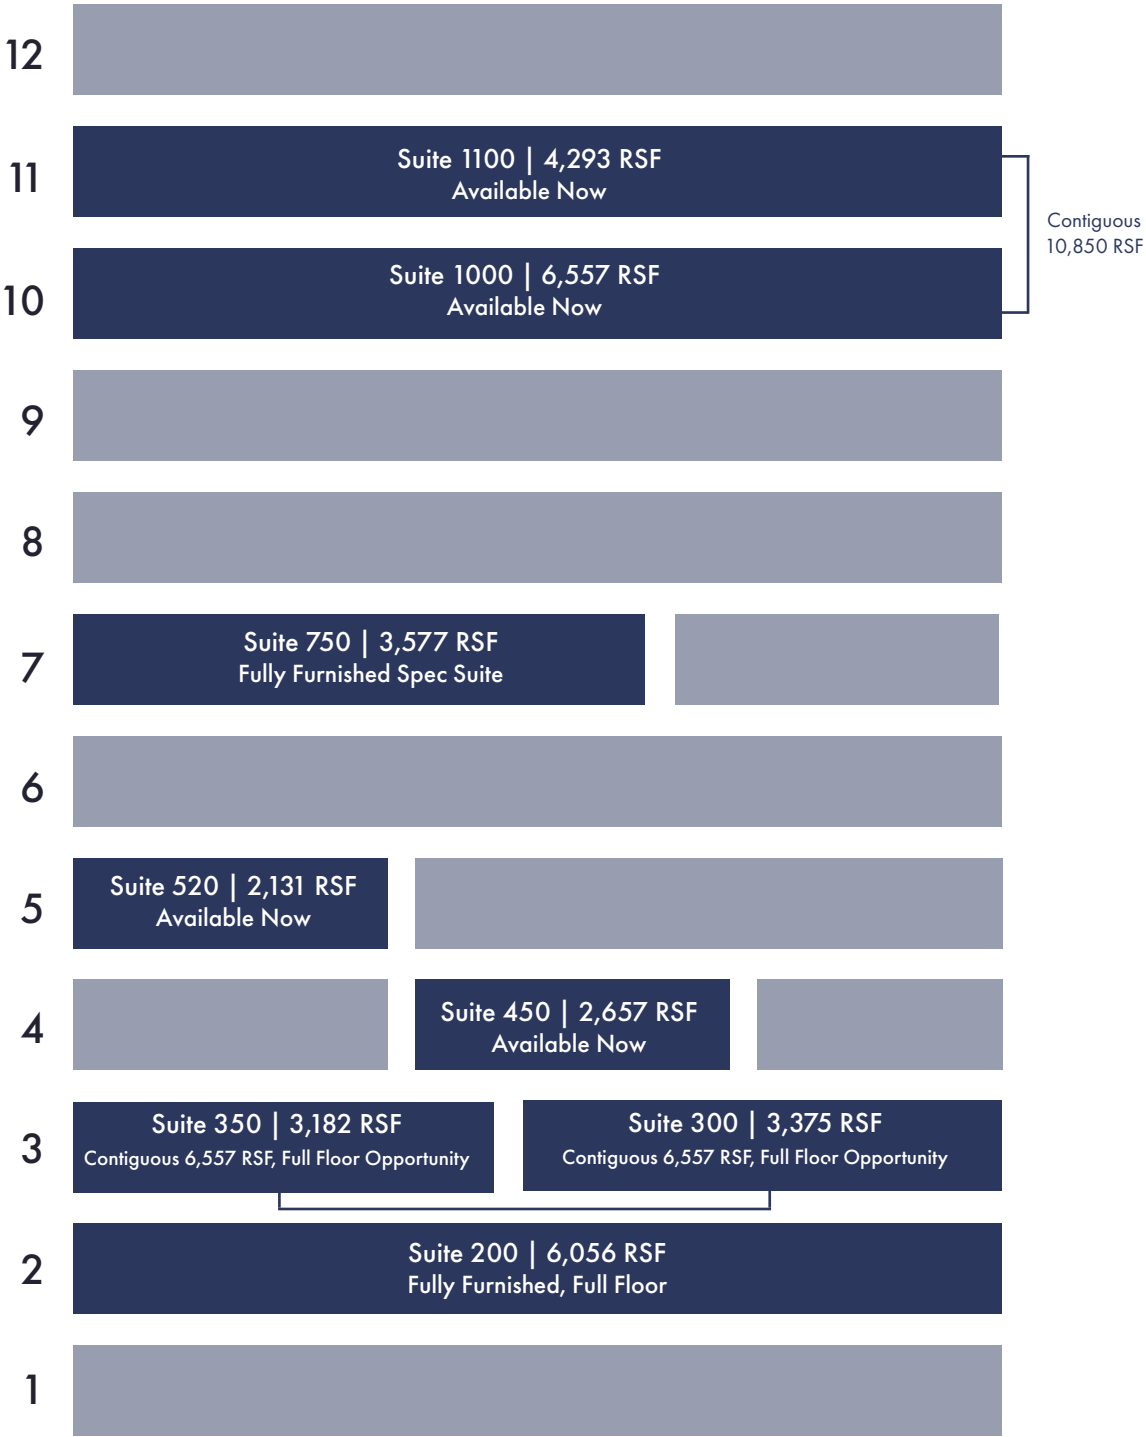 12
11
Suite 1100 | 4,293 RSF
Available Now
Contiguous
10,850 RSF
10
Suite 1000 | 6,557 RSF
Available Now
9
8
7
Suite 750 | 3,577 RSF
Fully Furnished Spec Suite
6
5
Suite 520 | 2,131 RSF
Available Now
4
Suite 450 | 2,657 RSF
Available Now
3
Suite 350 | 3,182 RSF
Contiguous 6,557 RSF, Full Floor Opportunity
Suite 300 | 3,375 RSF
Contiguous 6,557 RSF, Full Floor Opportunity
2
Suite 200 | 6,056 RSF
Fully Furnished, Full Floor
1